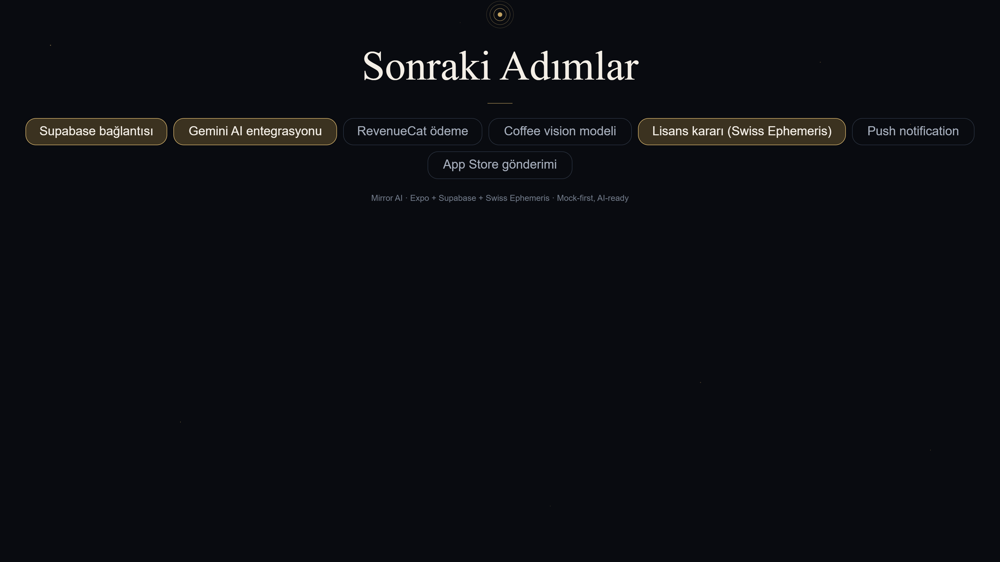 Sonraki Adımlar
Supabase bağlantısı Gemini AI entegrasyonu RevenueCat ödeme Coffee vision modeli Lisans kararı (Swiss Ephemeris) Push notification
App Store gönderimi
Mirror AI · Expo + Supabase + Swiss Ephemeris · Mock-first, AI-ready